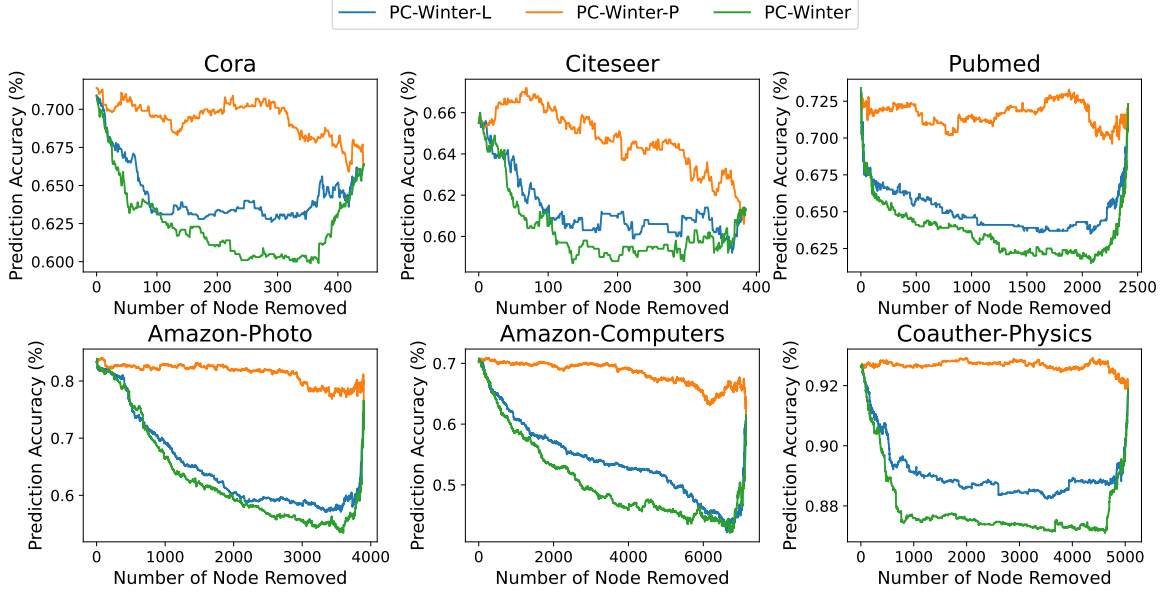 PC-Winter-L PC-Winter-P PC-Winter
Cora Citeseer Pubmed
Prediction Accuracy (%)
0.700
0.675
0.650
0.625
0.600
0 100 200 300 400
Number of Node Removed
Prediction Accuracy (%)
0.66
0.64
0.62
0.60
0 100 200 300 400
Number of Node Removed
Prediction Accuracy (%)
0.725
0.700
0.675
0.650
0.625
0 500 1000 1500 2000 2500
Number of Node Removed
Amazon-Photo Amazon-Computers Coauther-Physics
Prediction Accuracy (%)
0.8
0.7
0.6
0 1000 2000 3000 4000
Number of Node Removed
Prediction Accuracy (%)
0.7
0.6
0.5
0 2000 4000 6000
Number of Node Removed
Prediction Accuracy (%)
0.92
0.90
0.88
0 1000 2000 3000 4000 5000
Number of Node Removed